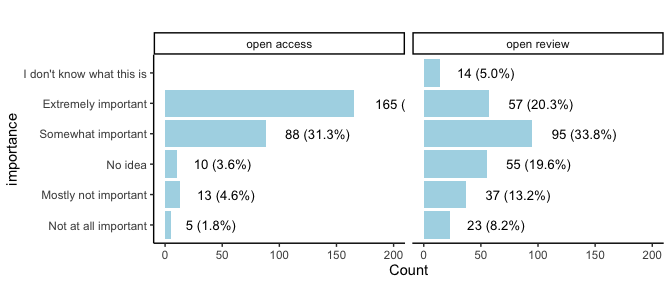 open access
open review
I don't know what this is
Extremely important
Somewhat important
No idea
Mostly not important
Not at all important
importance
165 (
88 (31.3%)
10 (3.6%)
13 (4.6%)
5 (1.8%)
14 (5.0%)
57 (20.3%)
95 (33.8%)
55 (19.6%)
37 (13.2%)
23 (8.2%)
0 50 100 150 200
0 50 100 150 200
Count